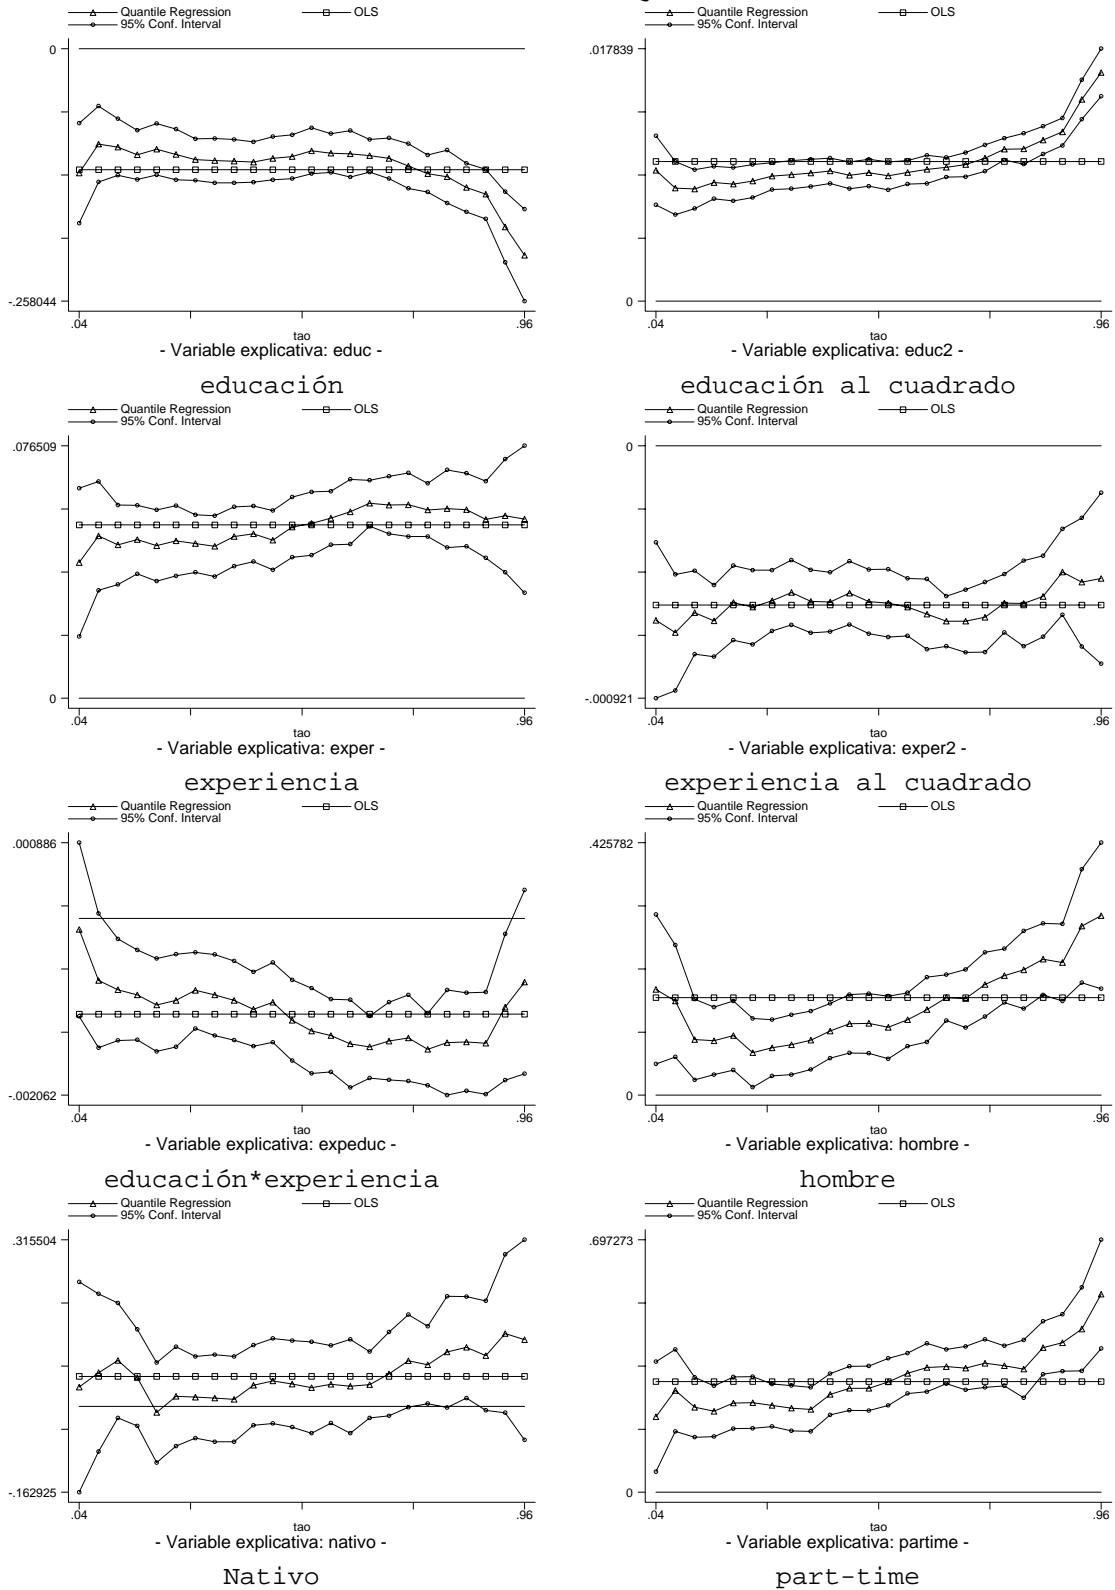 Quantile Regression OLS
95% Conf. Interval
0
-.258044
.04 .96
tao
- Variable explicativa: educ -
educación
Quantile Regression OLS
95% Conf. Interval
.017839
0
.04 .96
tao
- Variable explicativa: educ2 -
educación al cuadrado
Quantile Regression OLS
95% Conf. Interval
.076509
0
.04 .96
tao
- Variable explicativa: exper -
experiencia
Quantile Regression OLS
95% Conf. Interval
0
-.000921
.04 .96
tao
- Variable explicativa: exper2 -
experiencia al cuadrado
Quantile Regression OLS
95% Conf. Interval
.000886
-.002062
.04 .96
tao
- Variable explicativa: expeduc -
educación*experiencia
Quantile Regression OLS
95% Conf. Interval
.425782
0
.04 .96
tao
- Variable explicativa: hombre -
hombre
Quantile Regression OLS
95% Conf. Interval
.315504
-.162925
.04 .96
tao
- Variable explicativa: nativo -
Nativo
Quantile Regression OLS
95% Conf. Interval
.697273
0
.04 .96
tao
- Variable explicativa: partime -
part-time